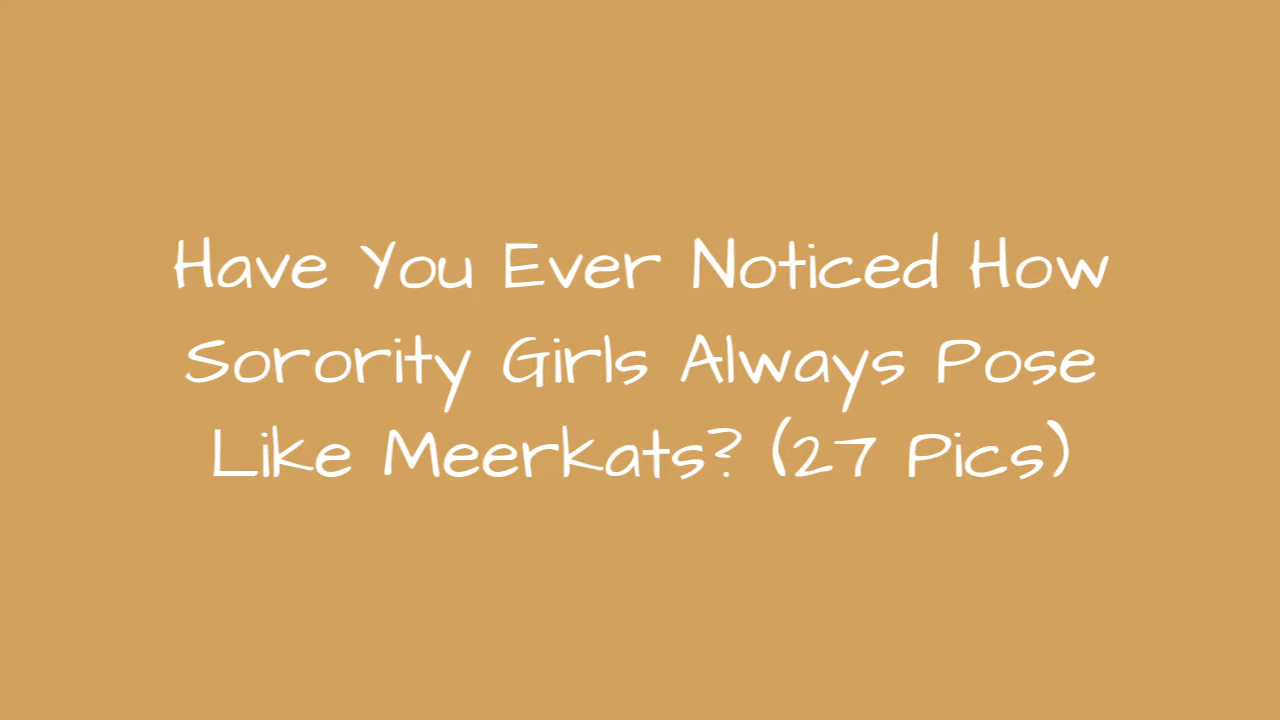 Have You Ever Noticed How
Sorority Girls Always Pose
Like Meerkats? (27 Pics)